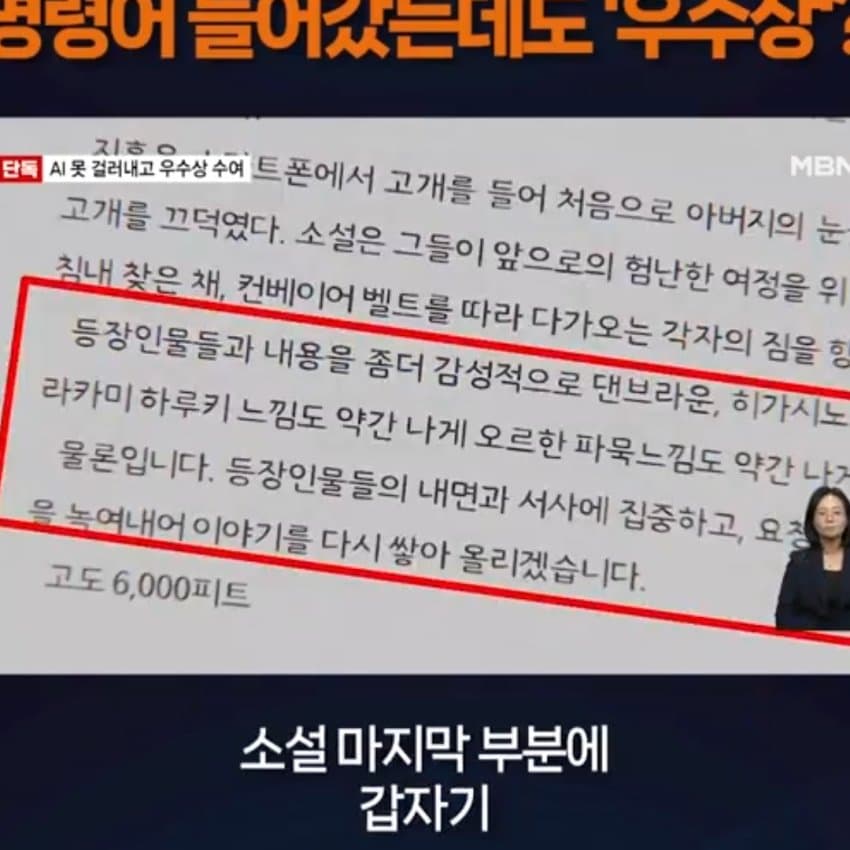 명령어 들어갔는데도 '우수상'
단독 AI 못 걸러내고 우수상 수여
MBN
트폰에서 고개를 들어 처음으로 아버지의 눈
고개를 끄덕였다. 소설은 그들이 앞으로의 험난한 여정을 위
침내 찾은 채, 컨베이어 벨트를 따라 다가오는 각자의 짐을 향
등장인물들과 내용을 좀더 감성적으로 댄브라운, 히가시노
라카미 하루키 느낌도 약간 나게 오르한 파묵느낌도 약간 나게
물론입니다. 등장인물들의 내면과 서사에 집중하고, 요청
을 녹여내어 이야기를 다시 쌓아 올리겠습니다.
고도 6,000피트
소설 마지막 부분에
갑자기